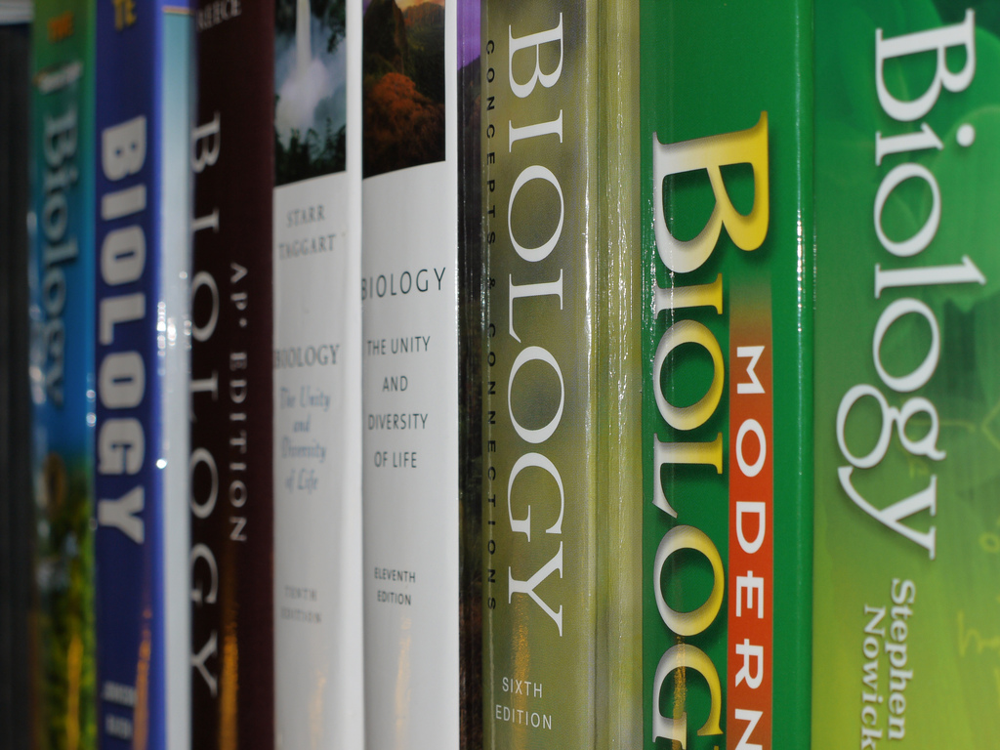 Biology
TE
BIOLOGY
REECE
BIOLOGY
AP® EDITION
STARR
TAGGART
BIOLOGY
The Unity
and
Diversity
of Life
TENTH
EDITION
BIOLOGY
THE UNITY
AND
DIVERSITY
OF LIFE
ELEVENTH
EDITION
CONCEPTS & CONNECTIONS
BIOLOGY
SIXTH
EDITION
BIOLOG
MODERN
Biology
Stephen
Nowick